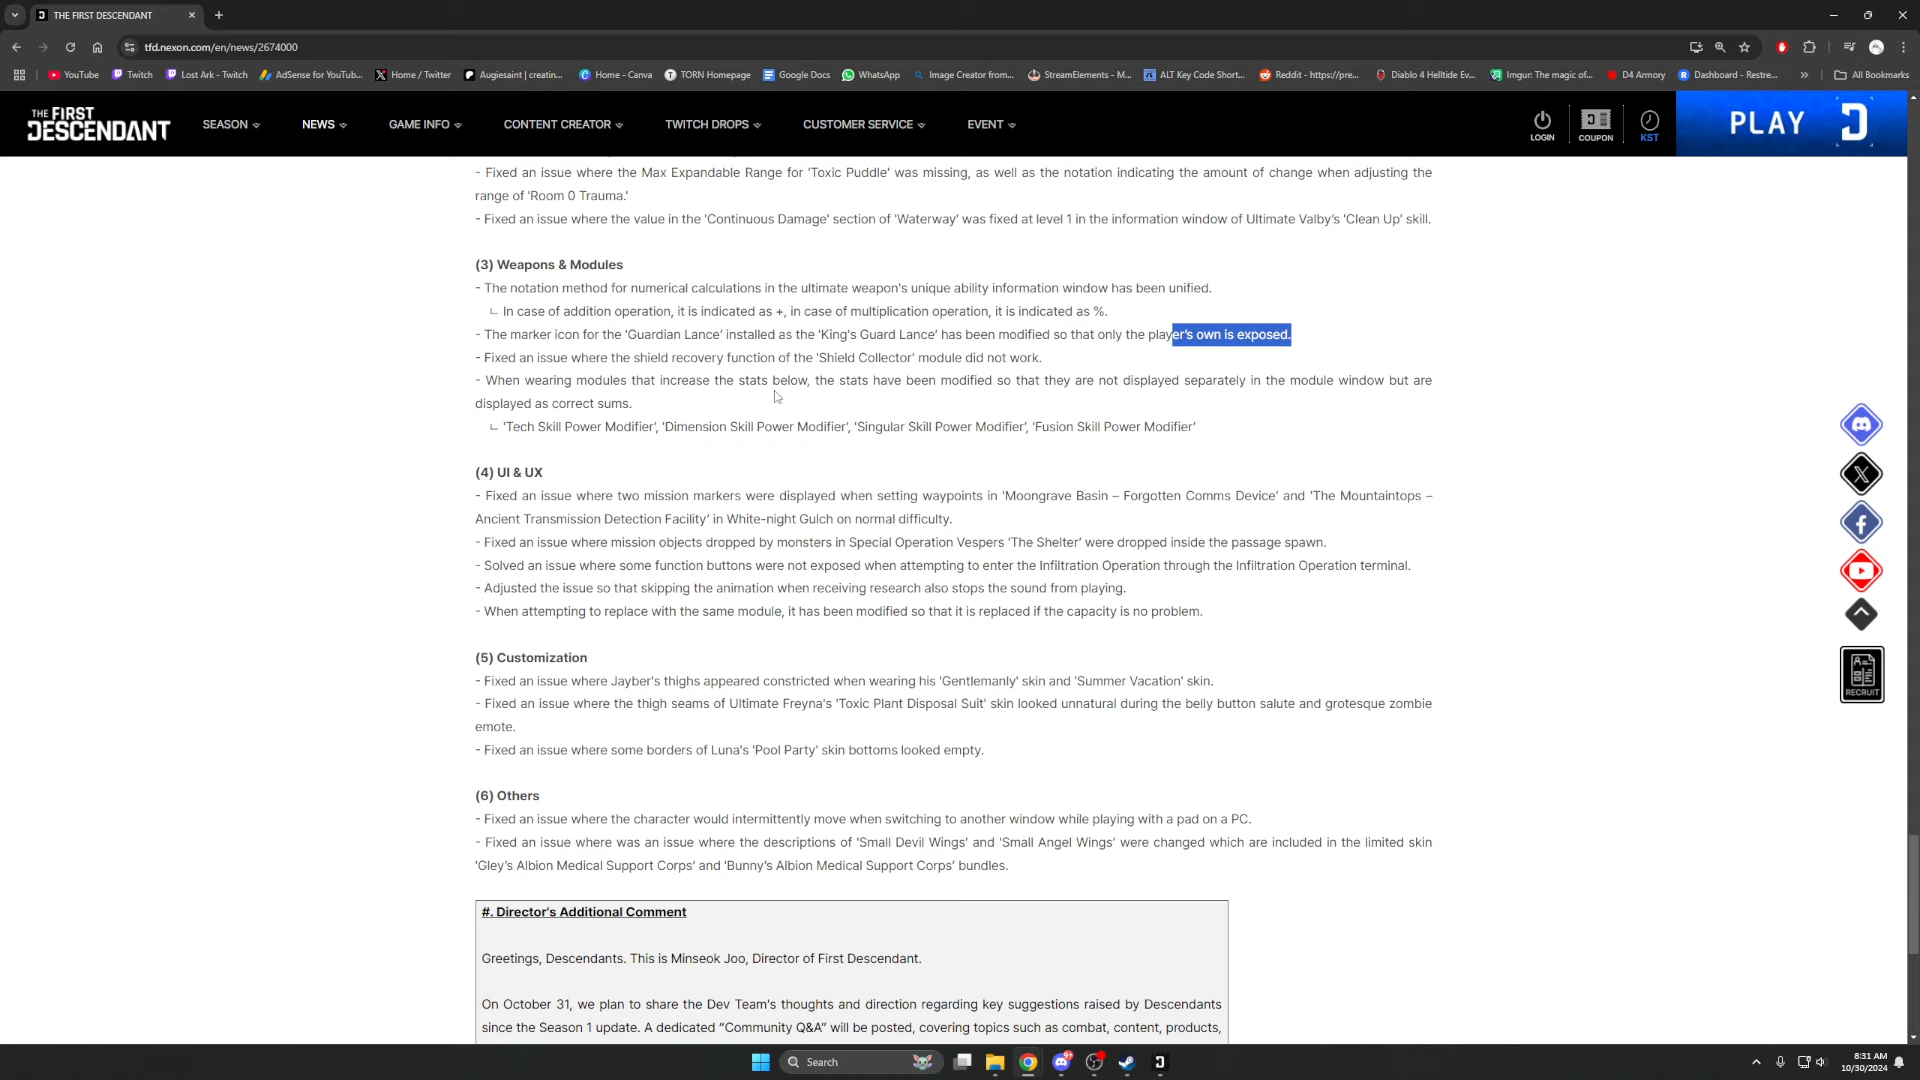 THE FIRST DESCENDANT
tfd.nexon.com/en/news/2674000
YouTube
Twitch
Lost Ark - Twitch
AdSense for YouTub...
Home / Twitter
Augiesaint | creatin...
Home - Canva
TORN Homepage
Google Docs
WhatsApp
Image Creator from...
StreamElements - M...
ALT Key Code Short...
Reddit - https://pre...
Diablo 4 Helltide Ev...
Imgur: The magic of...
D4 Armory
Dashboard - Restre...
All Bookmarks
THE FIRST
DESCENDANT
SEASON
NEWS
GAME INFO
CONTENT CREATOR
TWITCH DROPS
CUSTOMER SERVICE
EVENT
LOGIN
COUPON
KST
PLAY
- Fixed an issue where the Max Expandable Range for 'Toxic Puddle' was missing, as well as the notation indicating the amount of change when adjusting the
range of 'Room 0 Trauma.'
- Fixed an issue where the value in the 'Continuous Damage' section of 'Waterway' was fixed at level 1 in the information window of Ultimate Valby's 'Clean Up' skill.
(3) Weapons & Modules
- The notation method for numerical calculations in the ultimate weapon's unique ability information window has been unified.
ㄴ In case of addition operation, it is indicated as +, in case of multiplication operation, it is indicated as %.
- The marker icon for the 'Guardian Lance' installed as the 'King's Guard Lance' has been modified so that only the player's own is exposed.
- Fixed an issue where the shield recovery function of the 'Shield Collector' module did not work.
- When wearing modules that increase the stats below, the stats have been modified so that they are not displayed separately in the module window but are
displayed as correct sums.
ㄴ 'Tech Skill Power Modifier', 'Dimension Skill Power Modifier', 'Singular Skill Power Modifier', 'Fusion Skill Power Modifier'
(4) UI & UX
- Fixed an issue where two mission markers were displayed when setting waypoints in 'Moongrave Basin – Forgotten Comms Device' and 'The Mountaintops –
Ancient Transmission Detection Facility' in White-night Gulch on normal difficulty.
- Fixed an issue where mission objects dropped by monsters in Special Operation Vespers 'The Shelter' were dropped inside the passage spawn.
- Solved an issue where some function buttons were not exposed when attempting to enter the Infiltration Operation through the Infiltration Operation terminal.
- Adjusted the issue so that skipping the animation when receiving research also stops the sound from playing.
- When attempting to replace with the same module, it has been modified so that it is replaced if the capacity is no problem.
RECRUIT
(5) Customization
- Fixed an issue where Jayber's thighs appeared constricted when wearing his 'Gentlemanly' skin and 'Summer Vacation' skin.
- Fixed an issue where the thigh seams of Ultimate Freyna's 'Toxic Plant Disposal Suit' skin looked unnatural during the belly button salute and grotesque zombie
emote.
- Fixed an issue where some borders of Luna's 'Pool Party' skin bottoms looked empty.
(6) Others
- Fixed an issue where the character would intermittently move when switching to another window while playing with a pad on a PC.
- Fixed an issue where was an issue where the descriptions of 'Small Devil Wings' and 'Small Angel Wings' were changed which are included in the limited skin
'Gley's Albion Medical Support Corps' and 'Bunny's Albion Medical Support Corps' bundles.
#. Director's Additional Comment
Greetings, Descendants. This is Minseok Joo, Director of First Descendant.
On October 31, we plan to share the Dev Team's thoughts and direction regarding key suggestions raised by Descendants
since the Season 1 update. A dedicated "Community Q&A" will be posted, covering topics such as combat, content, products,
Search
9+
8:31 AM
10/30/2024